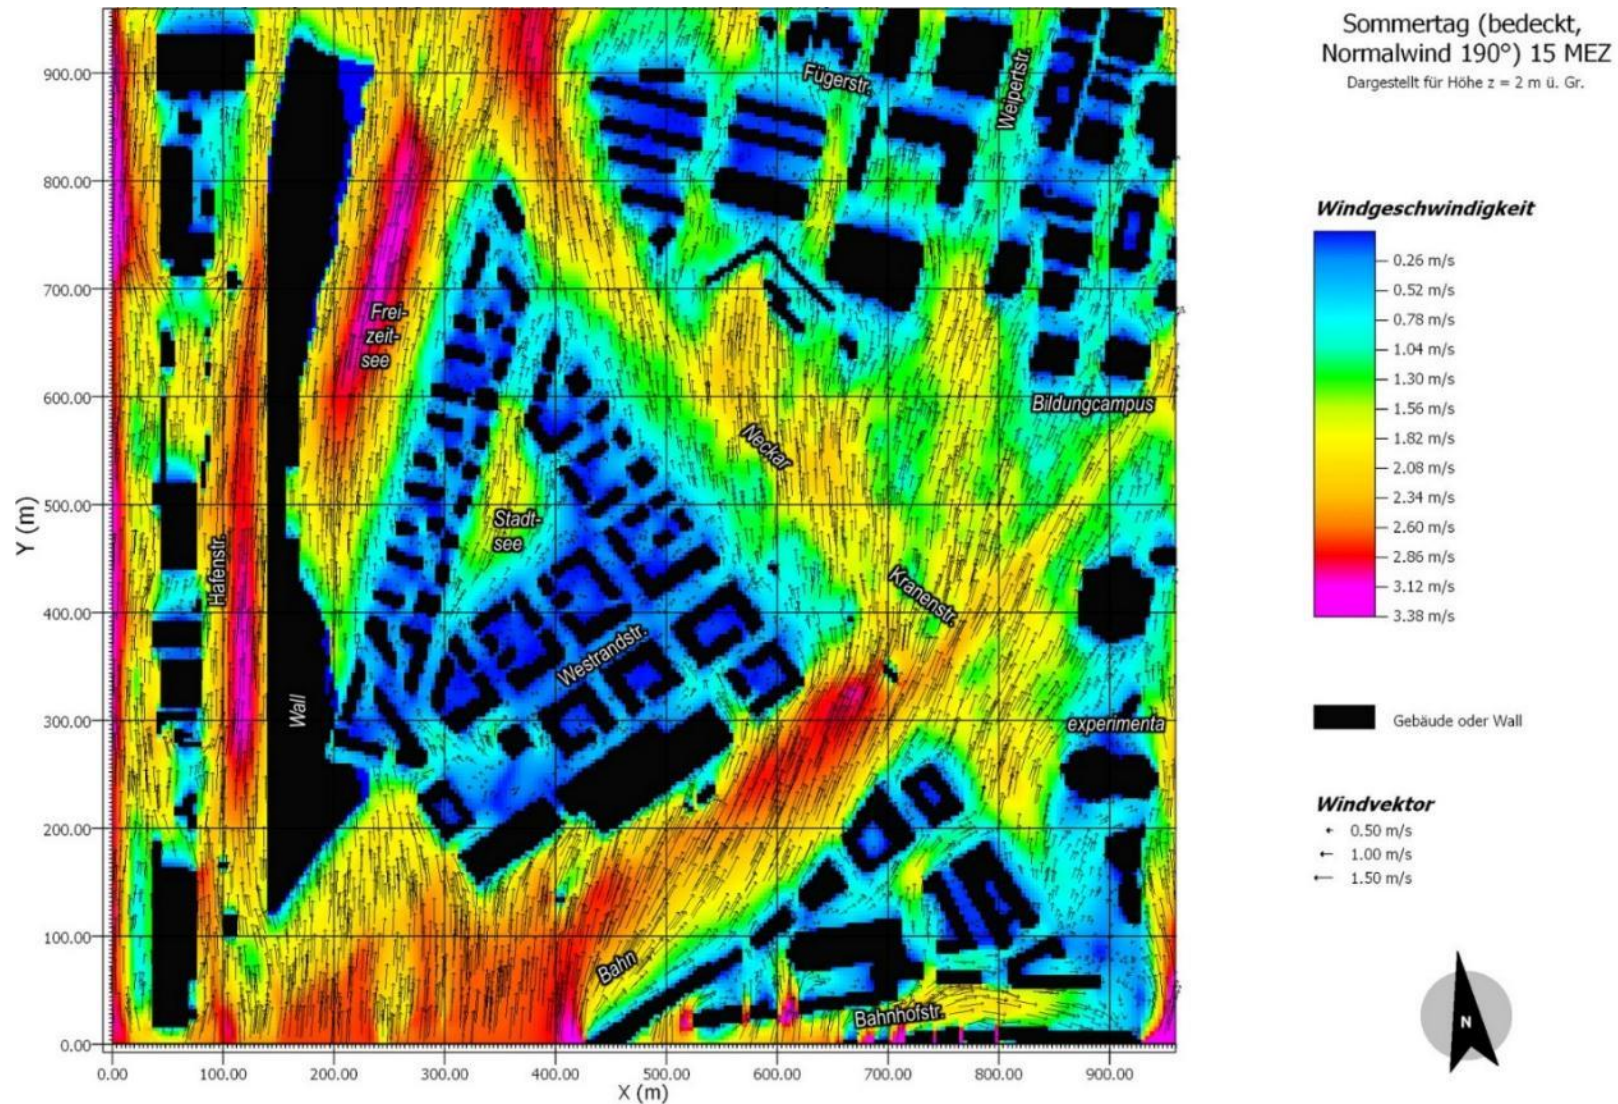 Sommertag (bedeckt,
Normalwind 190°) 15 MEZ
Dargestellt für Höhe z = 2 m ü. Gr.
Windgeschwindigkeit
0.26 m/s
0.52 m/s
0.78 m/s
1.04 m/s
1.30 m/s
1.56 m/s
1.82 m/s
2.08 m/s
2.34 m/s
2.60 m/s
2.86 m/s
3.12 m/s
3.38 m/s
Gebäude oder Wall
Windvektor
0.50 m/s
1.00 m/s
1.50 m/s
N
Y (m)
900.00
800.00
700.00
600.00
500.00
400.00
300.00
200.00
100.00
0.00
0.00 100.00 200.00 300.00 400.00 500.00 600.00 700.00 800.00 900.00
X (m)
Fügerstr.
Weipertstr.
Frei-
zeit-
see
Bildungcampus
Neckar
Stadt-
see
Hafenstr.
Kranenstr.
Westrandstr.
Wall
experimenta
Bahn
Bahnhofstr.